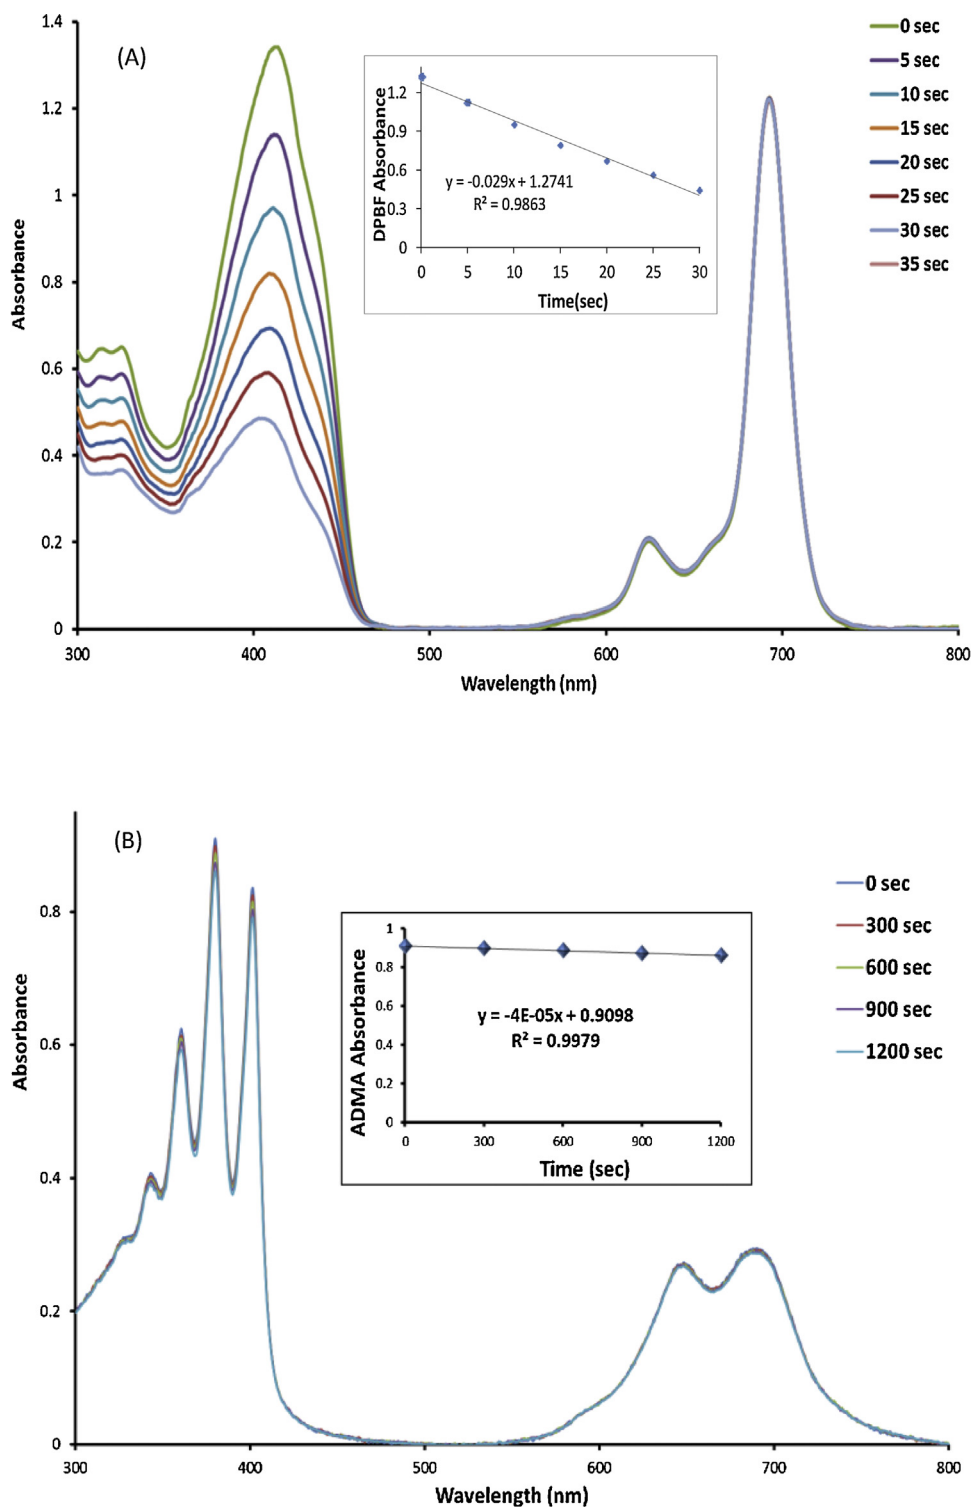 (A)
1.4
1.2
1
0.8
0.6
0.4
0.2
0
300
400
500
600
700
800
Absorbance
Wavelength (nm)
0 sec
5 sec
10 sec
15 sec
20 sec
25 sec
30 sec
35 sec
DPBF Absorbance
1.2
0.9
0.6
0.3
0
y = -0.029x + 1.2741
R² = 0.9863
0
5
10
15
20
25
30
Time(sec)
(B)
0.8
0.6
0.4
0.2
0
300
400
500
600
700
800
Absorbance
Wavelength (nm)
0 sec
300 sec
600 sec
900 sec
1200 sec
ADMA Absorbance
1
0.8
0.6
0.4
0.2
0
y = -4E-05x + 0.9098
R² = 0.9979
0
300
600
900
1200
Time (sec)